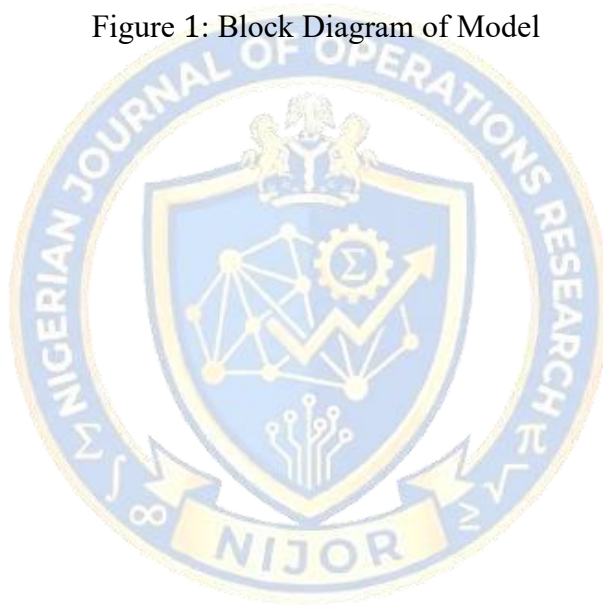 Figure 1: Block Diagram of Model
NIGERIAN JOURNAL OF OPERATIONS RESEARCH
Σ
Σ ∫ ∞
≥ √ π
NIJOR